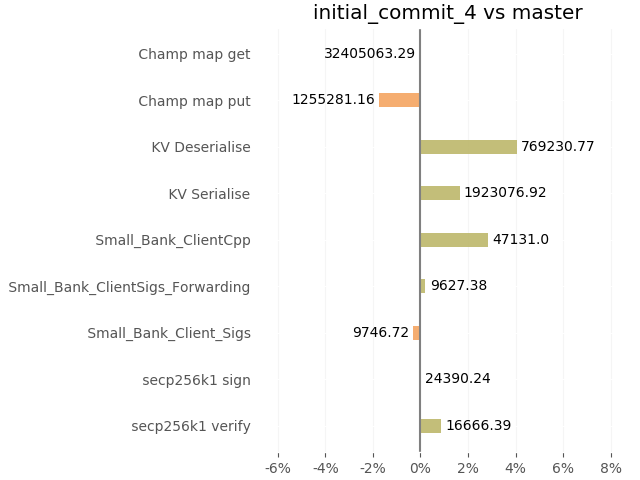 initial_commit_4 vs master
Champ map get 32405063.29
Champ map put 1255281.16
KV Deserialise 769230.77
KV Serialise 1923076.92
Small_Bank_ClientCpp 47131.0
Small_Bank_ClientSigs_Forwarding 9627.38
Small_Bank_Client_Sigs 9746.72
secp256k1 sign 24390.24
secp256k1 verify 16666.39
-6% -4% -2% 0% 2% 4% 6% 8%